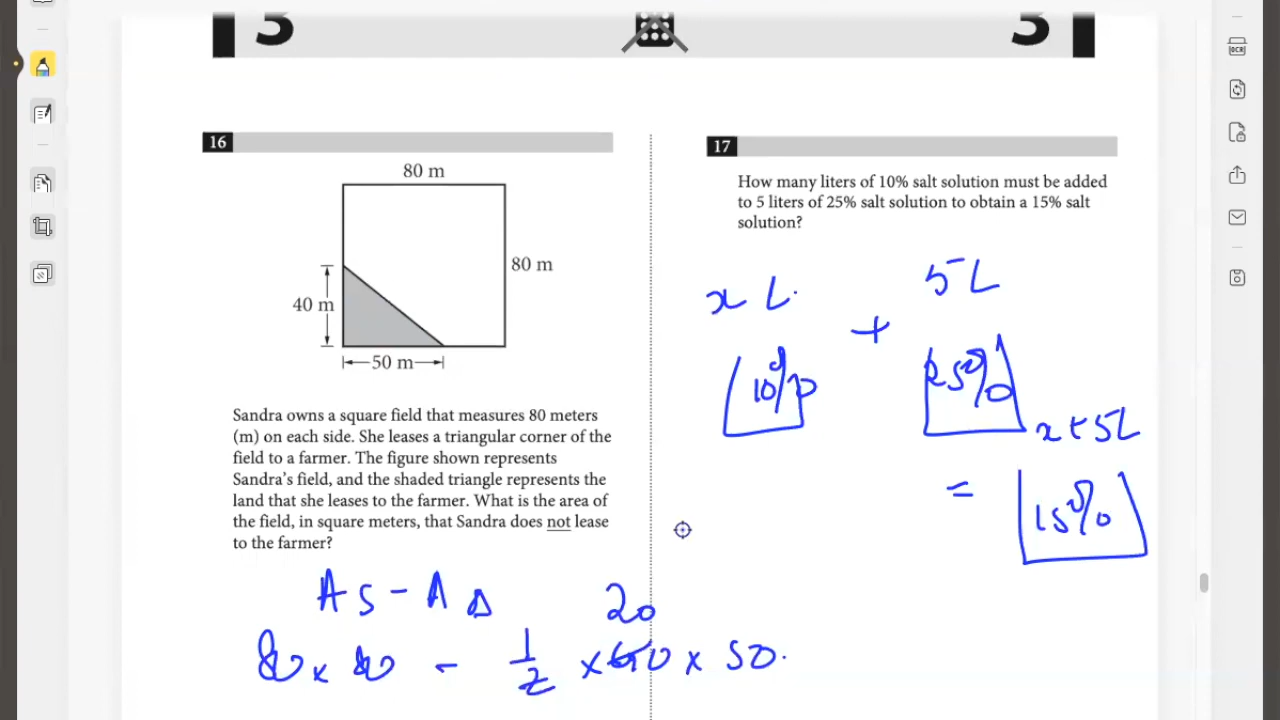 3 3
16
80 m
80 m
40 m
50 m
Sandra owns a square field that measures 80 meters
(m) on each side. She leases a triangular corner of the
field to a farmer. The figure shown represents
Sandra's field, and the shaded triangle represents the
land that she leases to the farmer. What is the area of
the field, in square meters, that Sandra does not lease
to the farmer?
AS - A△
20
80 x 80 - 1/2 x 40 x 50.
17
How many liters of 10% salt solution must be added
to 5 liters of 25% salt solution to obtain a 15% salt
solution?
x L. 5L
10% + 25%
x+5L
= 15%
OCR